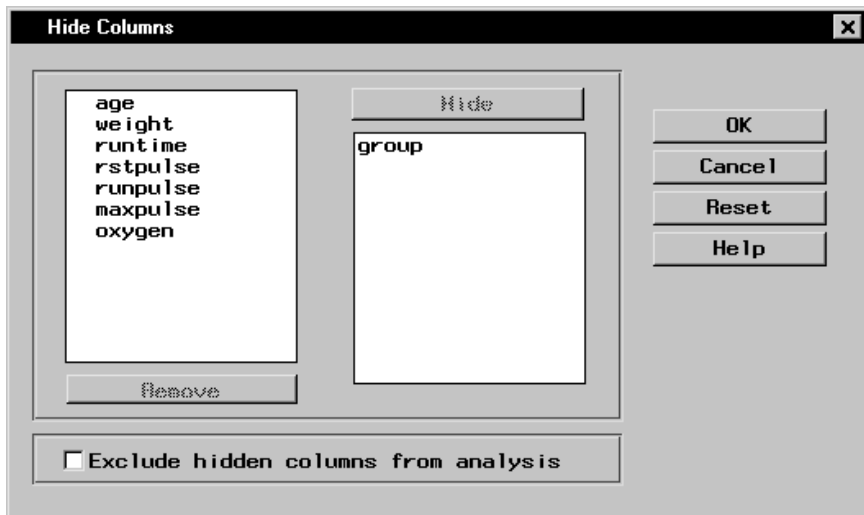 Hide Columns
age
weight
runtime
rstpulse
runpulse
maxpulse
oxygen
Remove
Hide
group
OK
Cancel
Reset
Help
Exclude hidden columns from analysis